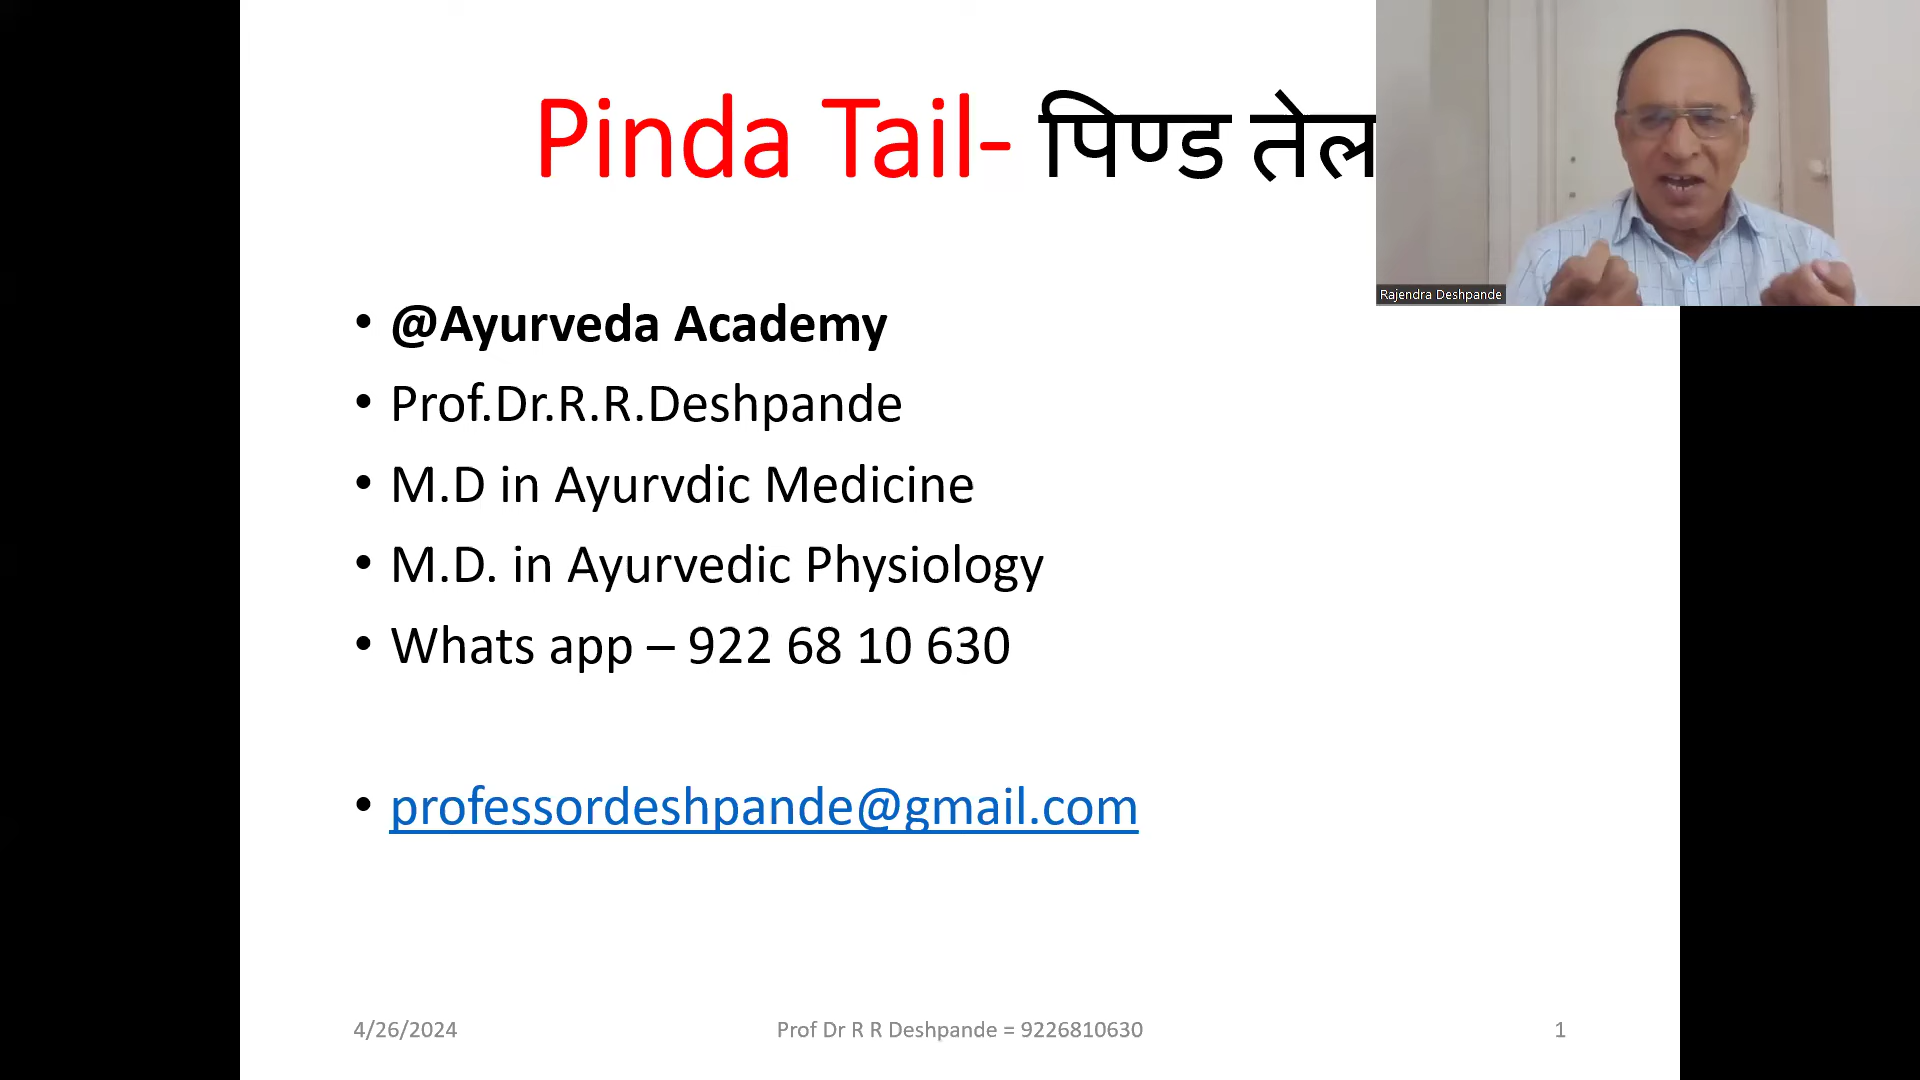 Pinda Tail- पिण्ड तेल
Rajendra Deshpande
• @Ayurveda Academy
• Prof.Dr.R.R.Deshpande
• M.D in Ayurvdic Medicine
• M.D. in Ayurvedic Physiology
• Whats app – 922 68 10 630
• professordeshpande@gmail.com
4/26/2024 Prof Dr R R Deshpande = 9226810630 1